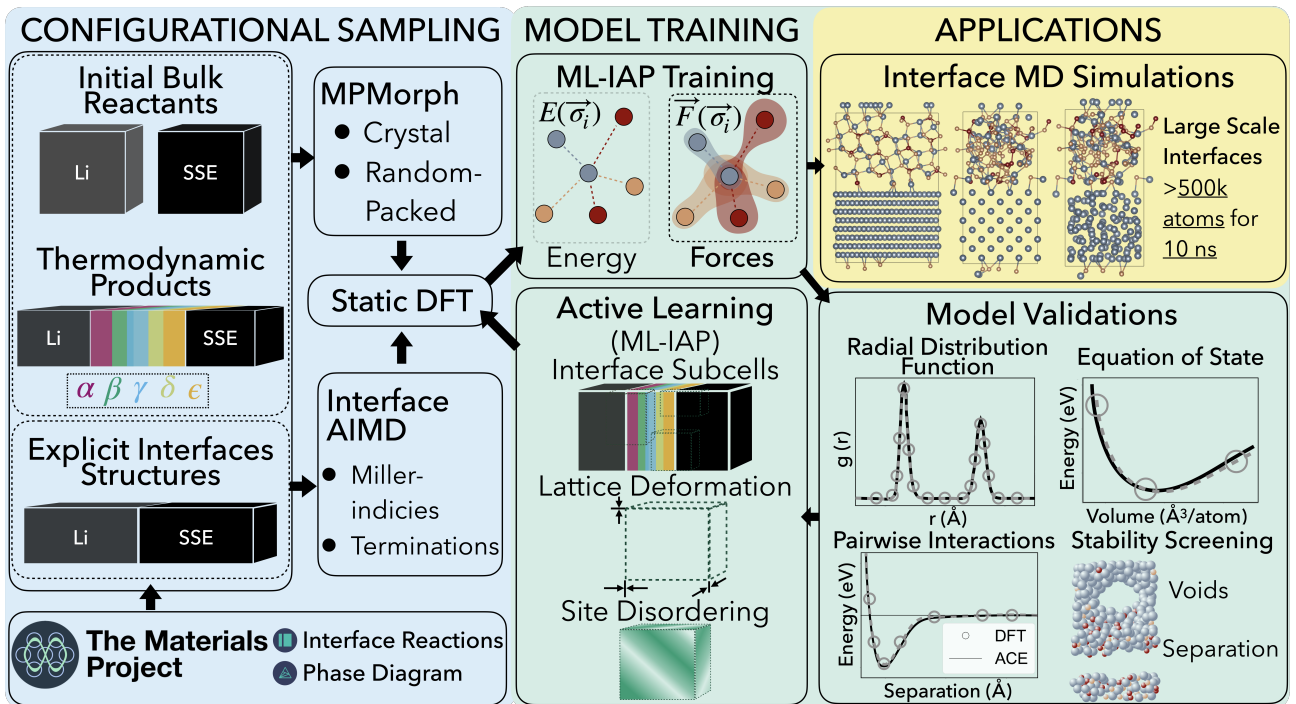 CONFIGURATIONAL SAMPLING
Initial Bulk
Reactants
Li
SSE
Thermodynamic
Products
Li
SSE
α β γ δ ϵ
Explicit Interfaces
Structures
Li
SSE
The Materials
Project
Interface Reactions
Phase Diagram
MPMorph
Crystal
Random-
Packed
Static DFT
Interface
AIMD
Miller-
indicies
Terminations
MODEL TRAINING
ML-IAP Training
E(σᵢ)
F(σᵢ)
Energy
Forces
Active Learning
(ML-IAP)
Interface Subcells
Lattice Deformation
Site Disordering
APPLICATIONS
Interface MD Simulations
Large Scale
Interfaces
>500k
atoms for
10 ns
Model Validations
Radial Distribution
Function
g (r)
r (Å)
Equation of State
Energy (eV)
Volume (Å³/atom)
Pairwise Interactions
Energy (eV)
DFT
ACE
Separation (Å)
Stability Screening
Voids
Separation